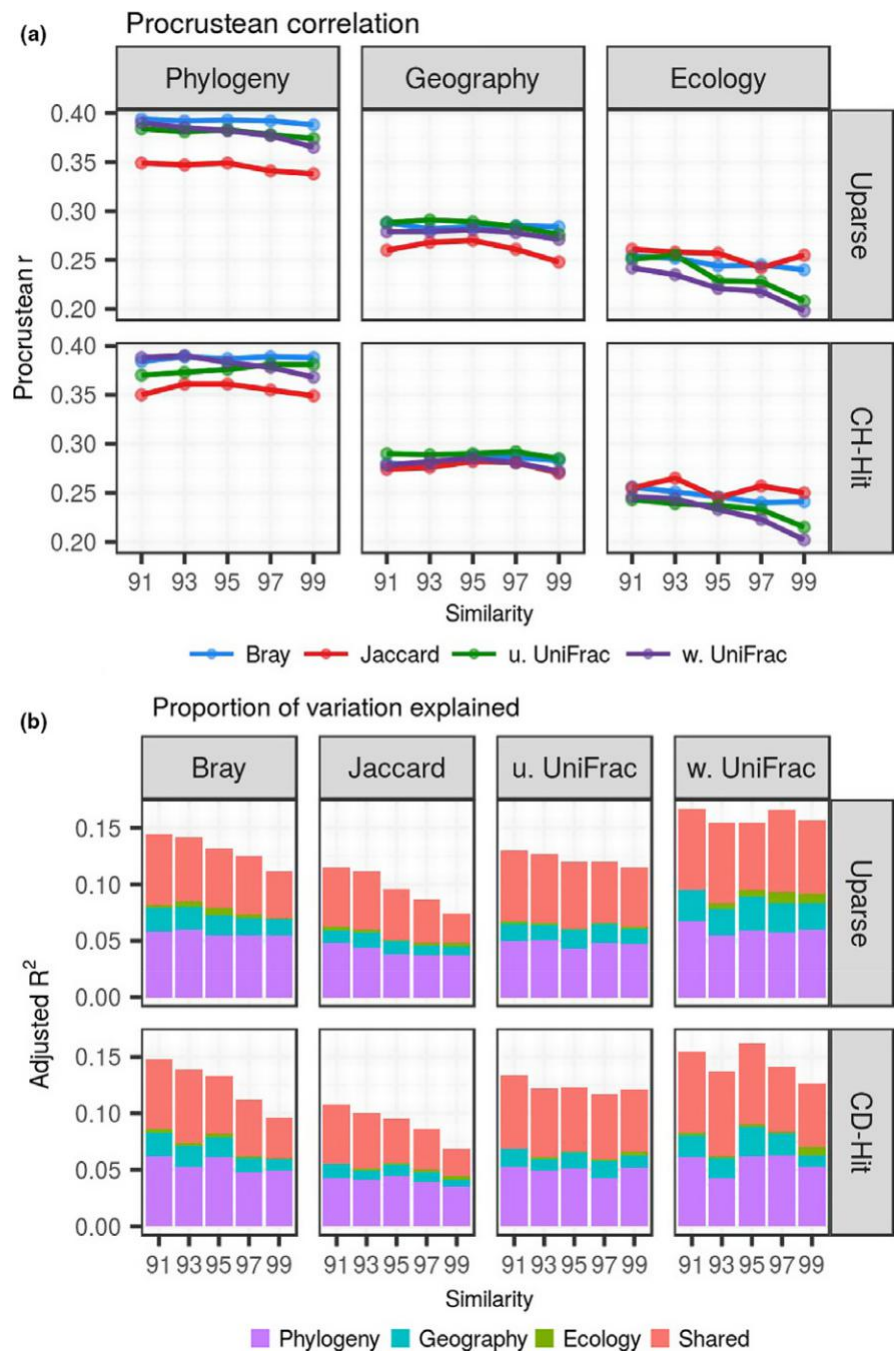 (a) Procrustean correlation
Phylogeny Geography Ecology
0.40
0.35
0.30
0.25
0.20
Uparse
0.40
0.35
0.30
0.25
0.20
CH-Hit
Procrustean r
91 93 95 97 99 91 93 95 97 99 91 93 95 97 99
Similarity
Bray Jaccard u. UniFrac w. UniFrac
(b) Proportion of variation explained
Bray Jaccard u. UniFrac w. UniFrac
0.15
0.10
0.05
0.00
Uparse
0.15
0.10
0.05
0.00
CD-Hit
Adjusted R²
91 93 95 97 99 91 93 95 97 99 91 93 95 97 99 91 93 95 97 99
Similarity
Phylogeny Geography Ecology Shared